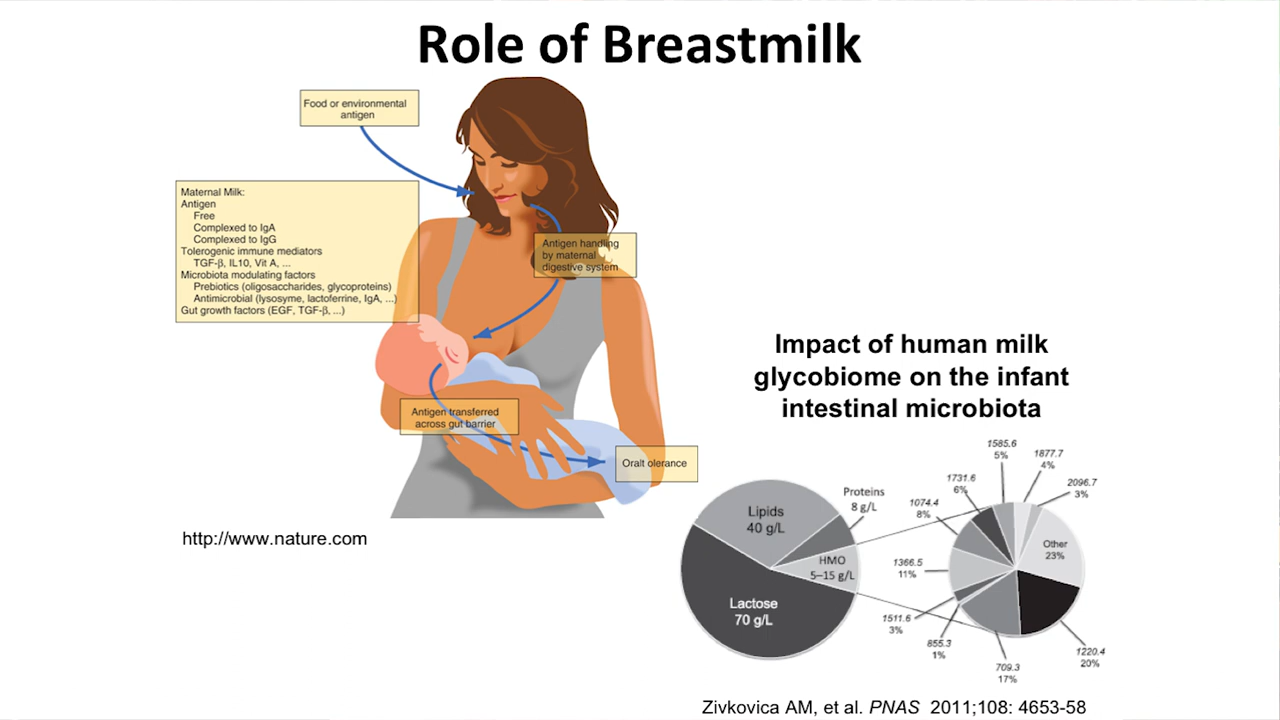 Role of Breastmilk
Food or environmental
antigen
Maternal Milk:
Antigen
Free
Complexed to IgA
Complexed to IgG
Tolerogenic immune mediators
TGF-β, IL10, Vit A, ...
Microbiota modulating factors
Prebiotics (oligosaccharides, glycoproteins)
Antimicrobial (lysosyme, lactoferrine, IgA, ...)
Gut growth factors (EGF, TGF-β, ...)
Antigen handling
by maternal
digestive system
Antigen transferred
across gut barrier
Oralt olerance
http://www.nature.com
Impact of human milk
glycobiome on the infant
intestinal microbiota
Lipids
40 g/L
Proteins
8 g/L
HMO
5–15 g/L
Lactose
70 g/L
1585.6
5%
1877.7
4%
2096.7
3%
1731.6
6%
1074.4
8%
Other
23%
1366.5
11%
1511.6
3%
855.3
1%
709.3
17%
1220.4
20%
Zivkovica AM, et al. PNAS 2011;108: 4653-58